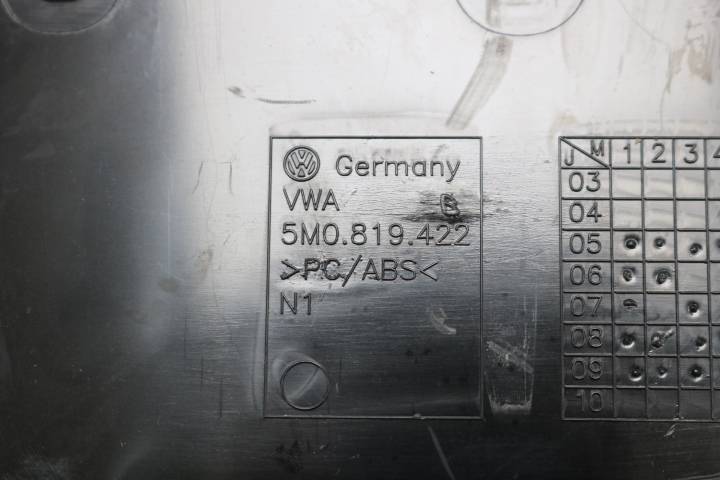 VW Germany
VWA
5M0.819.422
>PC/ABS<
N1
J M 1 2 3 4
03
04
05
06
07
08
09
10